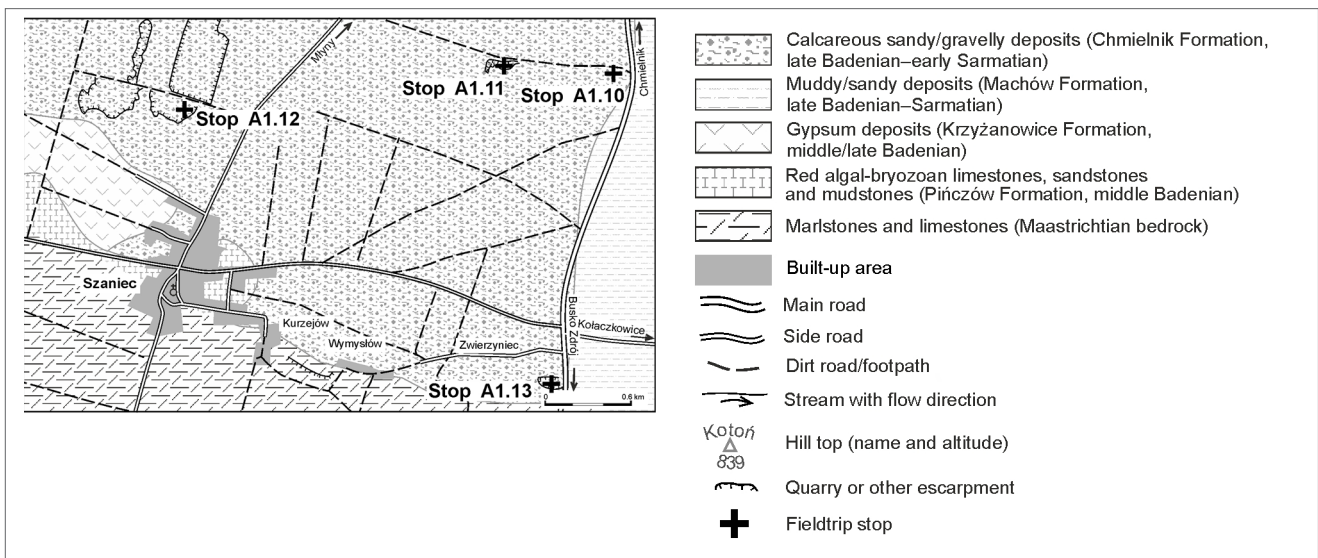 Młyny
Chmielnik
Stop A1.11
Stop A1.10
Stop A1.12
Szaniec
Kurzejów
Wymysłów
Zwierzyniec
Busko Zdrój
Kołaczkowice
Stop A1.13
0 0.6 km
Calcareous sandy/gravelly deposits (Chmielnik Formation,
late Badenian–early Sarmatian)
Muddy/sandy deposits (Machów Formation,
late Badenian–Sarmatian)
Gypsum deposits (Krzyżanowice Formation,
middle/late Badenian)
Red algal-bryozoan limestones, sandstones
and mudstones (Pińczów Formation, middle Badenian)
Marlstones and limestones (Maastrichtian bedrock)
Built-up area
Main road
Side road
Dirt road/footpath
Stream with flow direction
Kotoń
839
Hill top (name and altitude)
Quarry or other escarpment
Fieldtrip stop